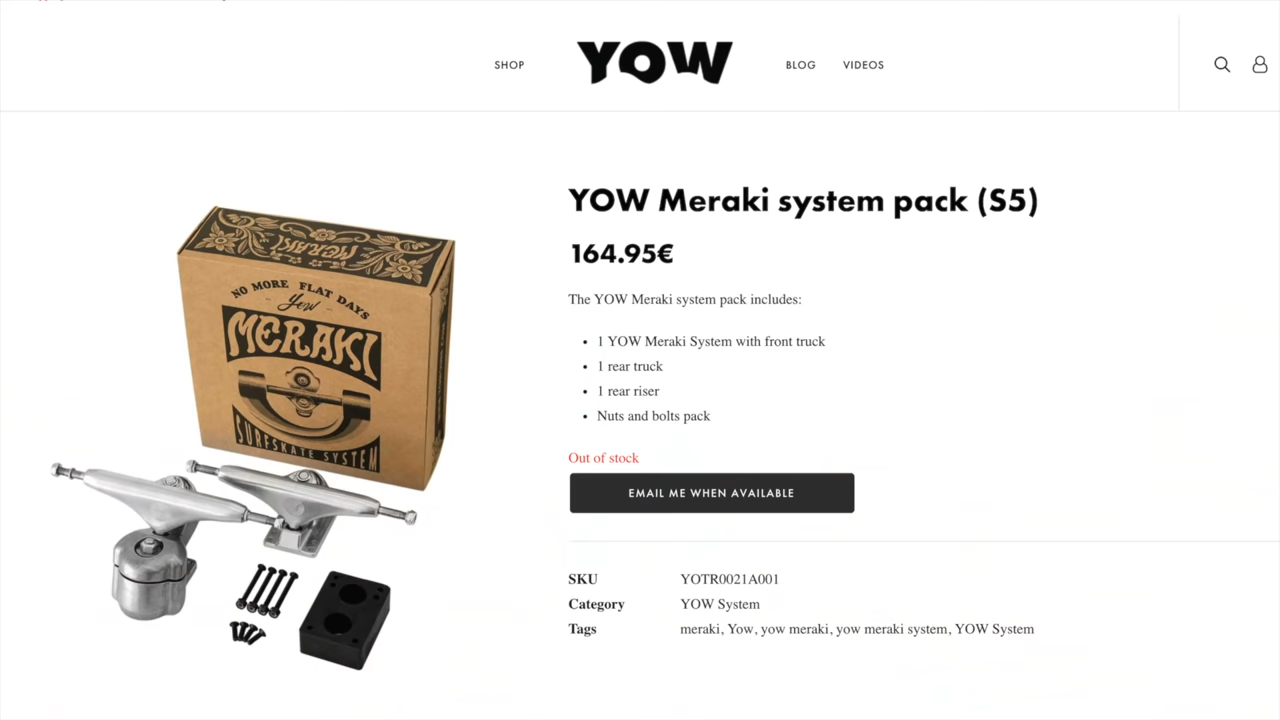 SHOP
YOW
BLOG
VIDEOS
YOW Meraki system pack (S5)
164.95€
The YOW Meraki system pack includes:
1 YOW Meraki System with front truck
1 rear truck
1 rear riser
Nuts and bolts pack
Out of stock
EMAIL ME WHEN AVAILABLE
SKU YOTR0021A001
Category YOW System
Tags meraki, Yow, yow meraki, yow meraki system, YOW System
MERAKI
NO MORE FLAT DAYS
Yow
MERAKI
SURFSKATE SYSTEM